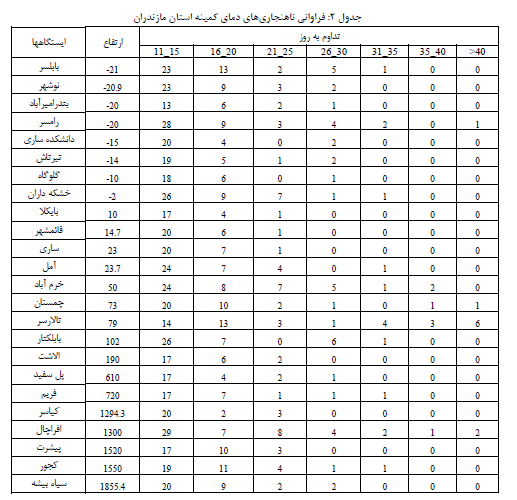 جدول ۲: فراوانی ناهنجاری‌های دمای کمینه استان مازندران
ایستگاهها ارتفاع تداوم به روز
11_15 16_20 21_25 26_30 31_35 35_40 >40
بابلسر -21 23 13 2 5 1 0 0
نوشهر -20.9 23 9 3 2 0 0 0
بندرامیرآباد -20 13 6 2 1 0 0 0
رامسر -20 28 9 3 4 2 0 1
دانشکده ساری -15 20 4 0 2 0 0 0
تیرتاش -14 19 5 1 2 0 0 0
گلوگاه -10 18 6 0 1 0 0 0
خشکه داران -2 26 9 7 1 1 0 0
بایکلا 10 17 4 1 0 0 0 0
قائمشهر 14.7 20 6 1 0 0 0 0
ساری 23 20 7 1 0 0 0 0
آمل 23.7 24 7 4 0 1 0 0
خرم آباد 50 24 8 7 5 1 2 0
چمستان 73 20 10 2 1 0 1 1
تالارسر 79 14 13 3 1 4 3 6
بابلکنار 102 26 7 0 6 1 0 0
الاشت 190 17 6 2 0 0 0 0
پل سفید 610 17 4 2 1 0 0 0
فریم 720 17 7 1 1 1 0 0
کیاسر 1294.3 20 2 3 0 0 0 0
افراچال 1300 29 7 8 4 2 1 2
پیشرت 1520 17 10 3 0 0 0 0
کجور 1550 19 11 4 1 1 0 0
سیاه بیشه 1855.4 20 9 2 2 0 0 0